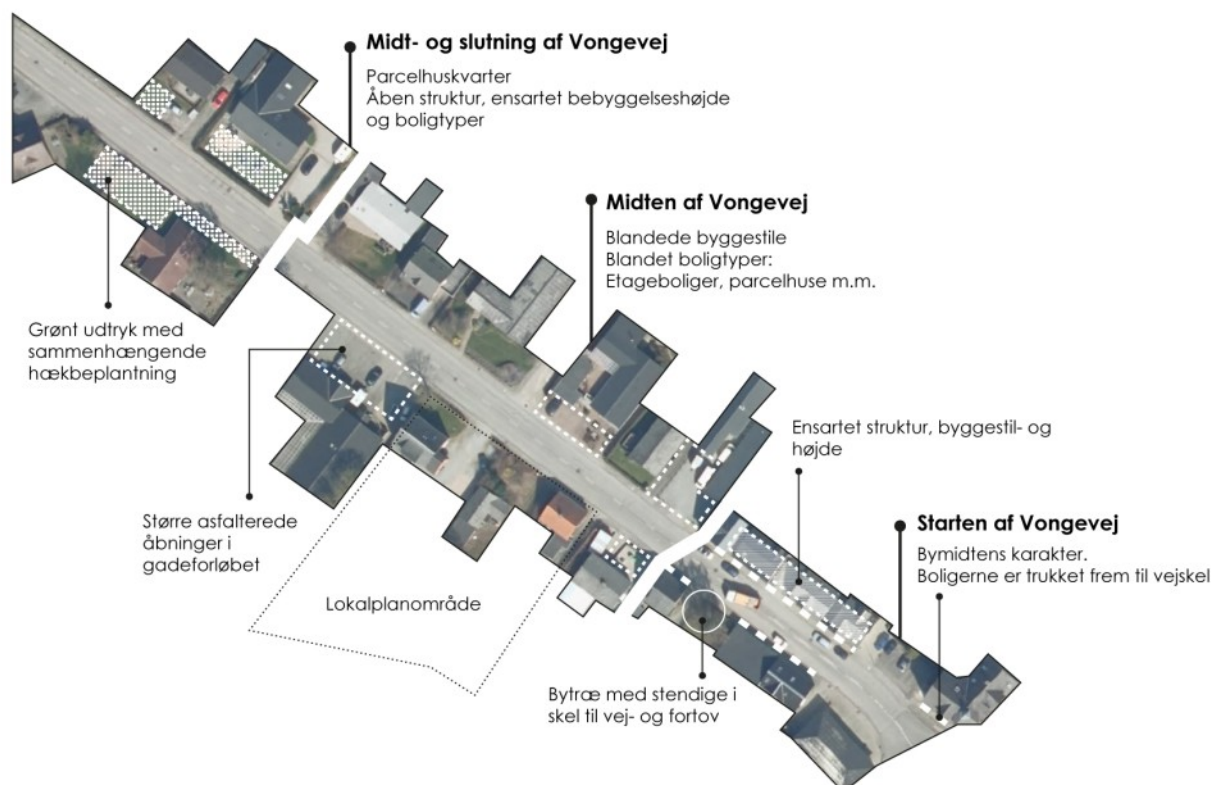 Midt- og slutning af Vongevej
Parcelhuskvarter
Åben struktur, ensartet bebyggelseshøjde
og boligtyper
Midten af Vongevej
Blandede byggestile
Blandet boligtyper:
Etageboliger, parcelhuse m.m.
Grønt udtryk med
sammenhængende
hækbeplantning
Ensartet struktur, byggestil- og
højde
Større asfalterede
åbninger i
gadeforløbet
Starten af Vongevej
Bymidtens karakter.
Boligerne er trukket frem til vejskel
Lokalplanområde
Bytræ med stendige i
skel til vej- og fortov